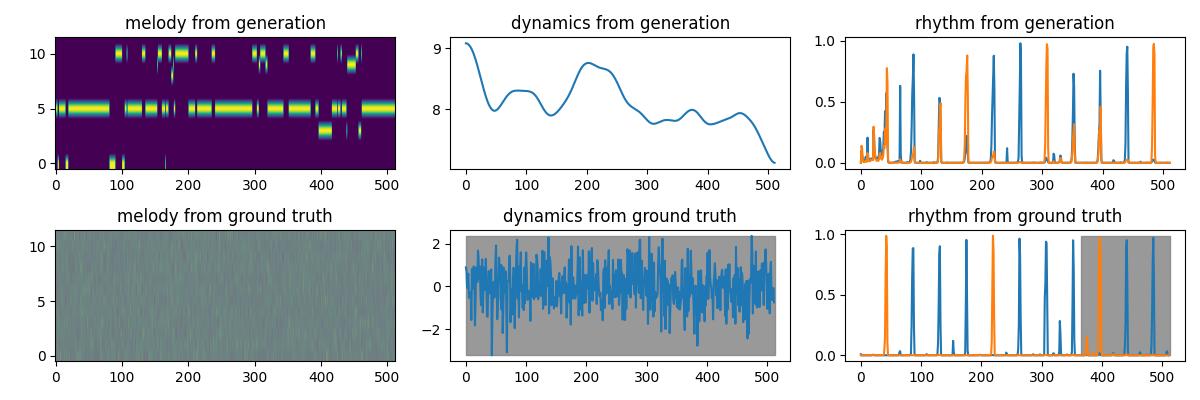 melody from generation
10
5
0
0 100 200 300 400 500
dynamics from generation
9
8
0 100 200 300 400 500
rhythm from generation
1.0
0.5
0.0
0 100 200 300 400 500
melody from ground truth
10
5
0
0 100 200 300 400 500
dynamics from ground truth
2
0
−2
0 100 200 300 400 500
rhythm from ground truth
1.0
0.5
0.0
0 100 200 300 400 500